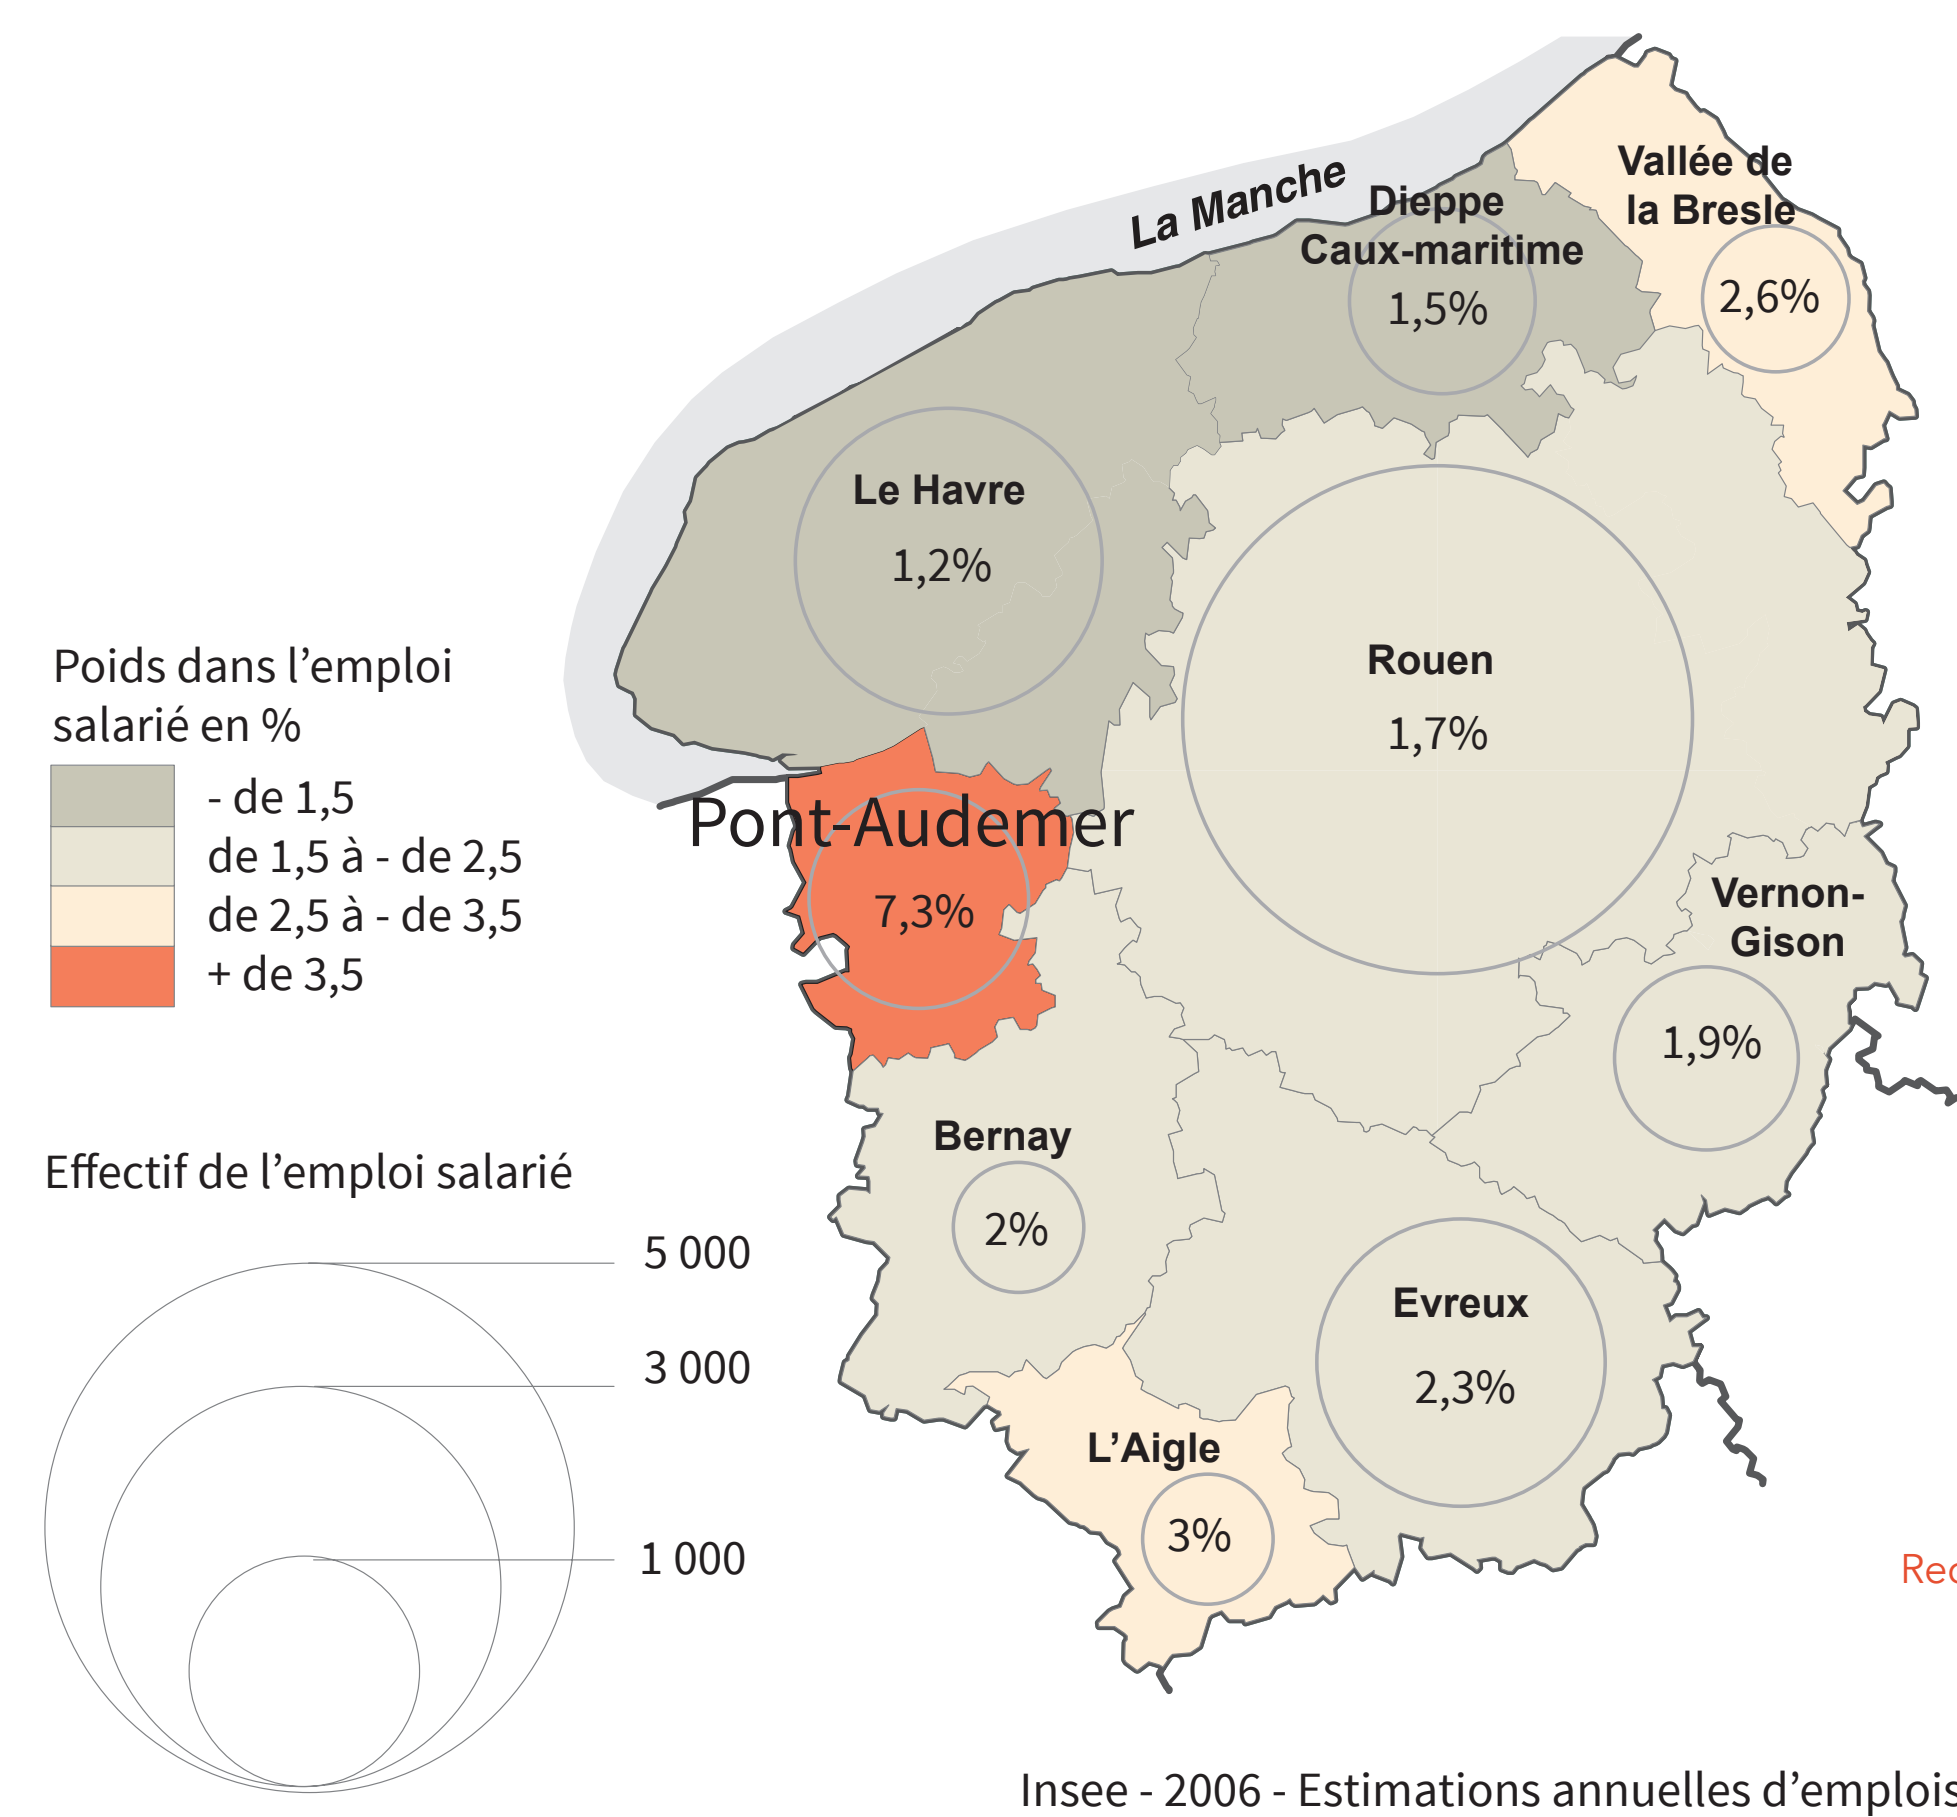 La Manche
Vallée de
la Bresle
2,6%
Dieppe
Caux-maritime
1,5%
Le Havre
1,2%
Rouen
1,7%
Pont-Audemer
7,3%
Vernon-
Gison
1,9%
Bernay
2%
Evreux
2,3%
L’Aigle
3%
Poids dans l’emploi
salarié en %
- de 1,5
de 1,5 à - de 2,5
de 2,5 à - de 3,5
+ de 3,5
Effectif de l’emploi salarié
5 000
3 000
1 000
Insee - 2006 - Estimations annuelles d’emplois